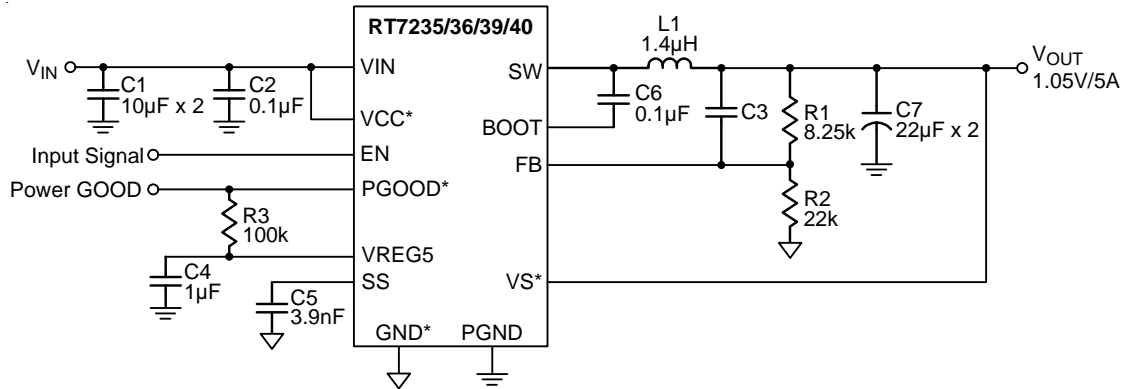 RT7235/36/39/40
VIN
VIN
C1
10µF x 2
C2
0.1µF
VCC*
Input Signal
EN
Power GOOD
PGOOD*
R3
100k
VREG5
C4
1µF
SS
C5
3.9nF
GND*
PGND
SW
L1
1.4µH
C6
0.1µF
BOOT
C3
R1
8.25k
C7
22µF x 2
VOUT
1.05V/5A
FB
R2
22k
VS*